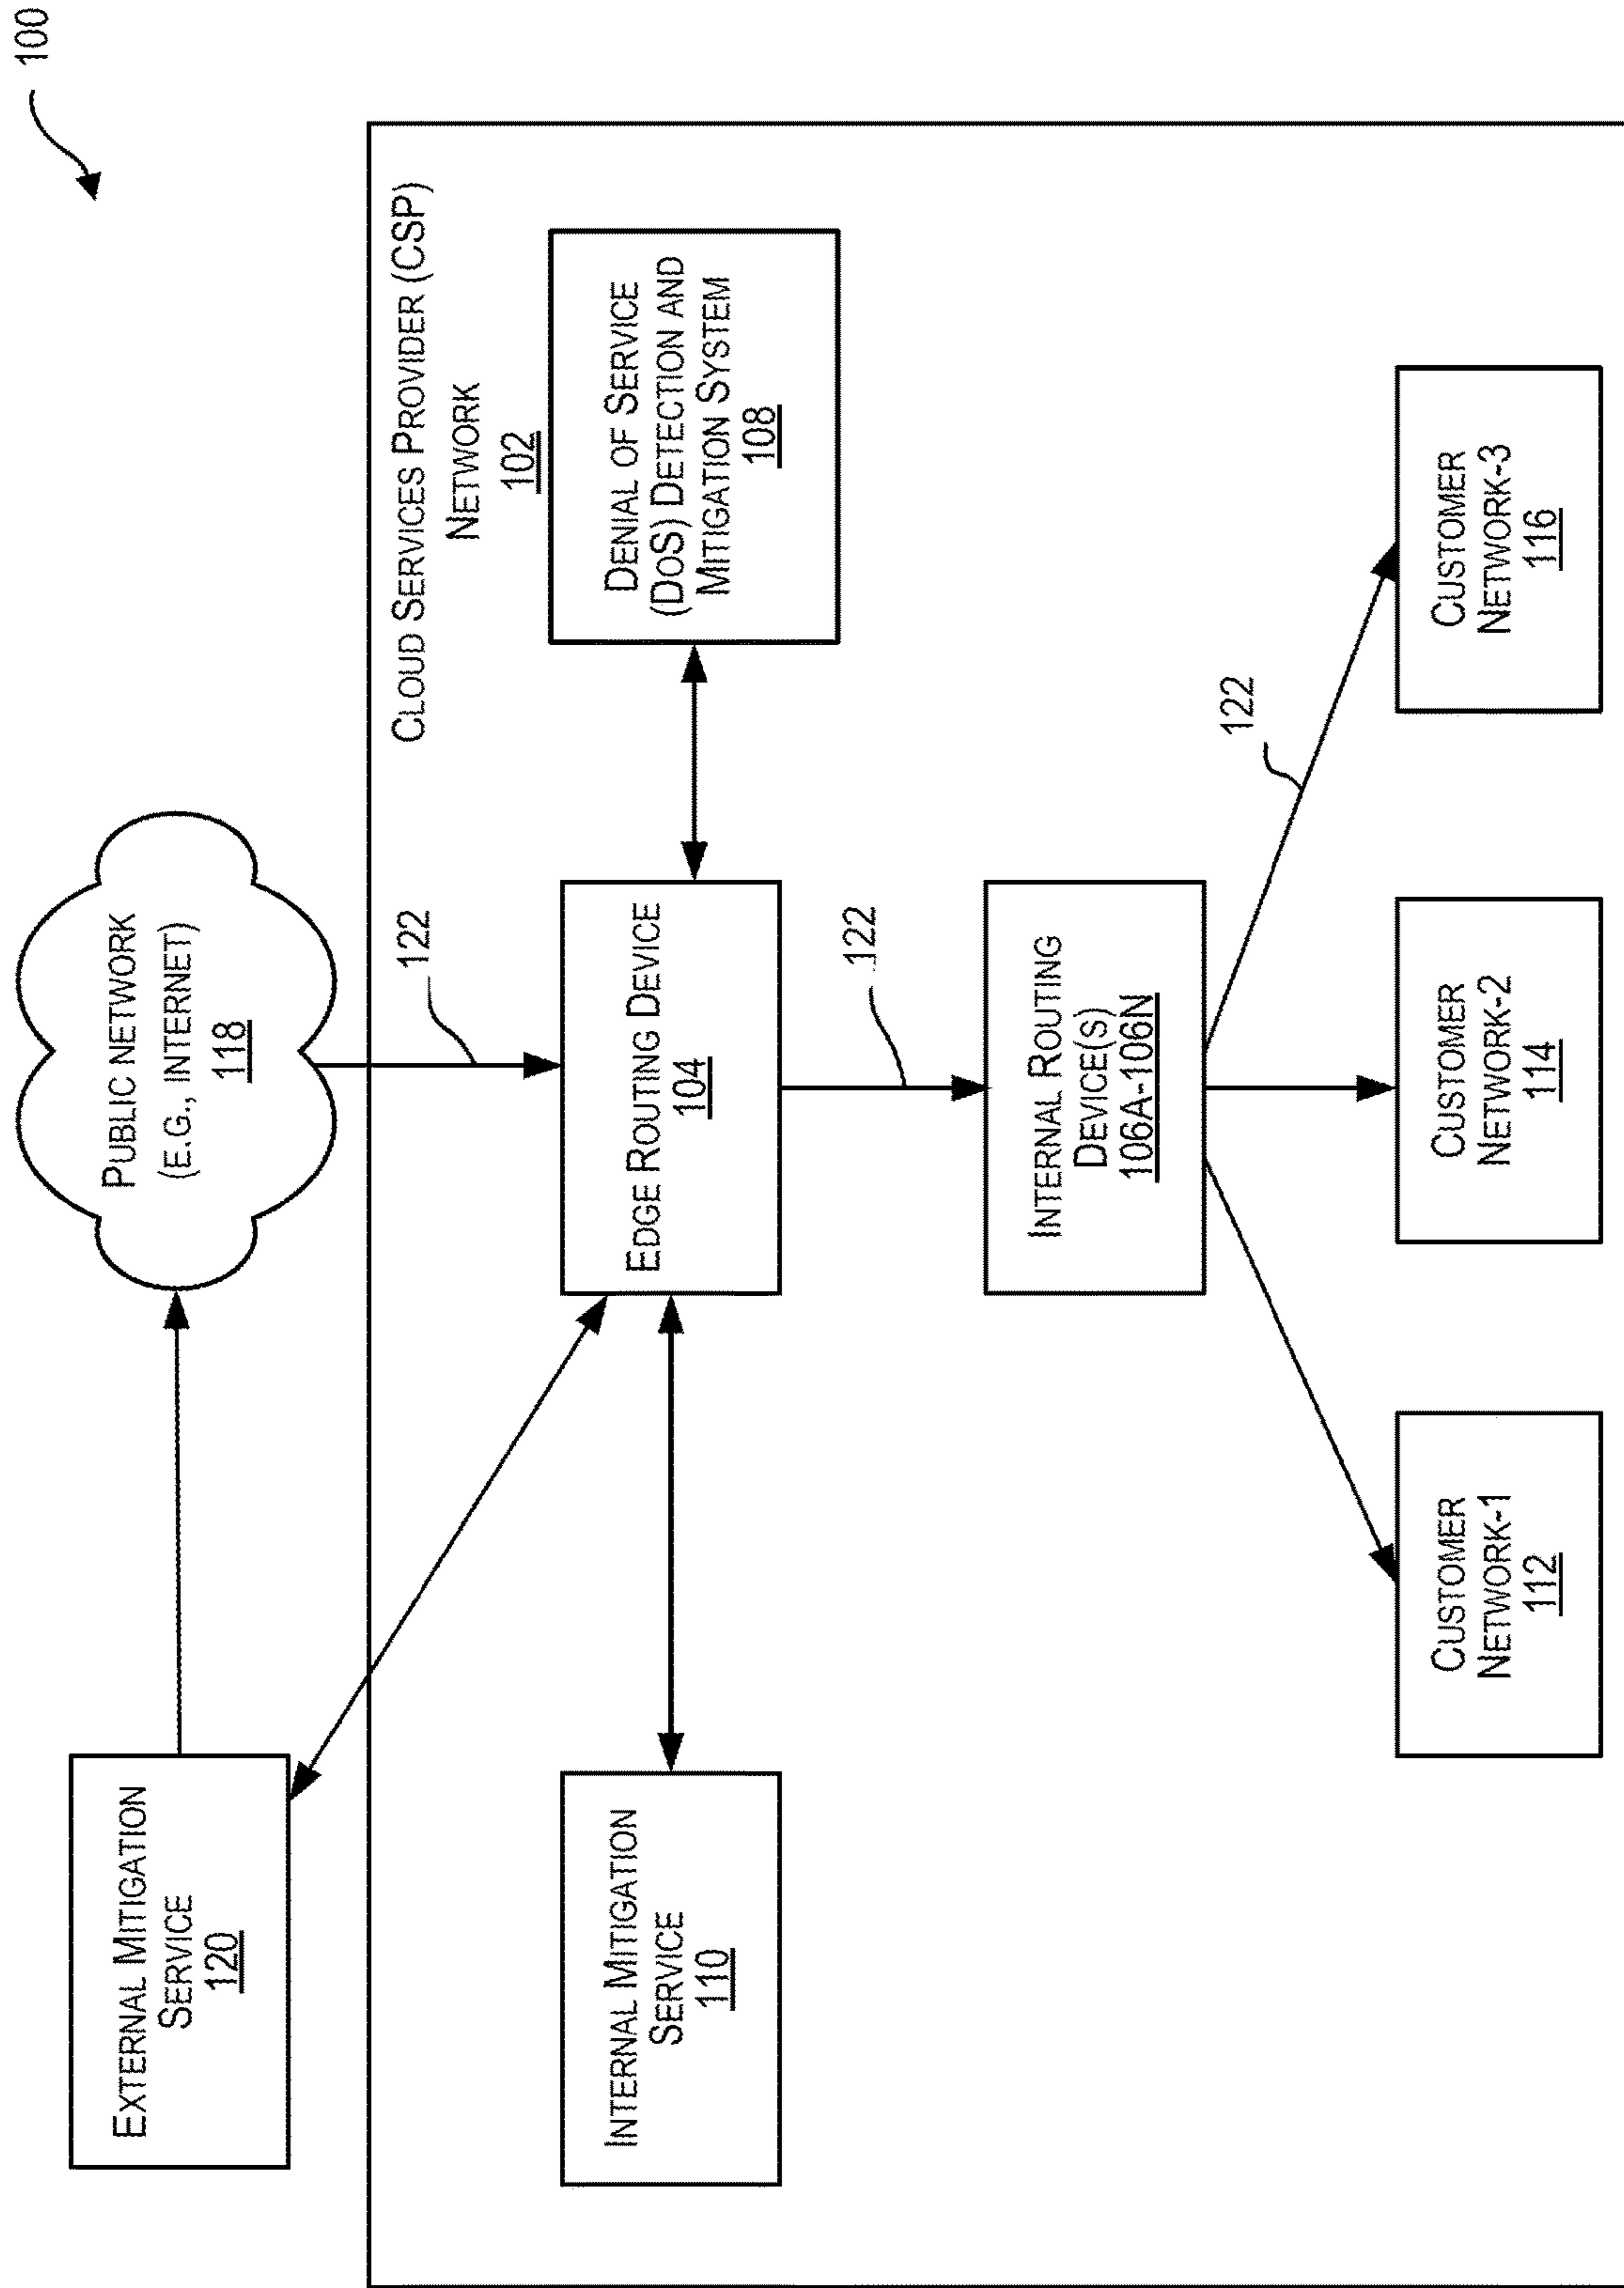 100
External Mitigation
Service
120
Public network
(e.g., internet)
118
122
Cloud Services Provider (CSP)
Network
102
Internal Mitigation
Service
110
Edge Routing Device
104
Denial of Service
(DoS) Detection and
Mitigation System
108
122
Internal Routing
Device(s)
106A-106N
122
Customer
Network-1
112
Customer
Network-2
114
Customer
Network-3
116